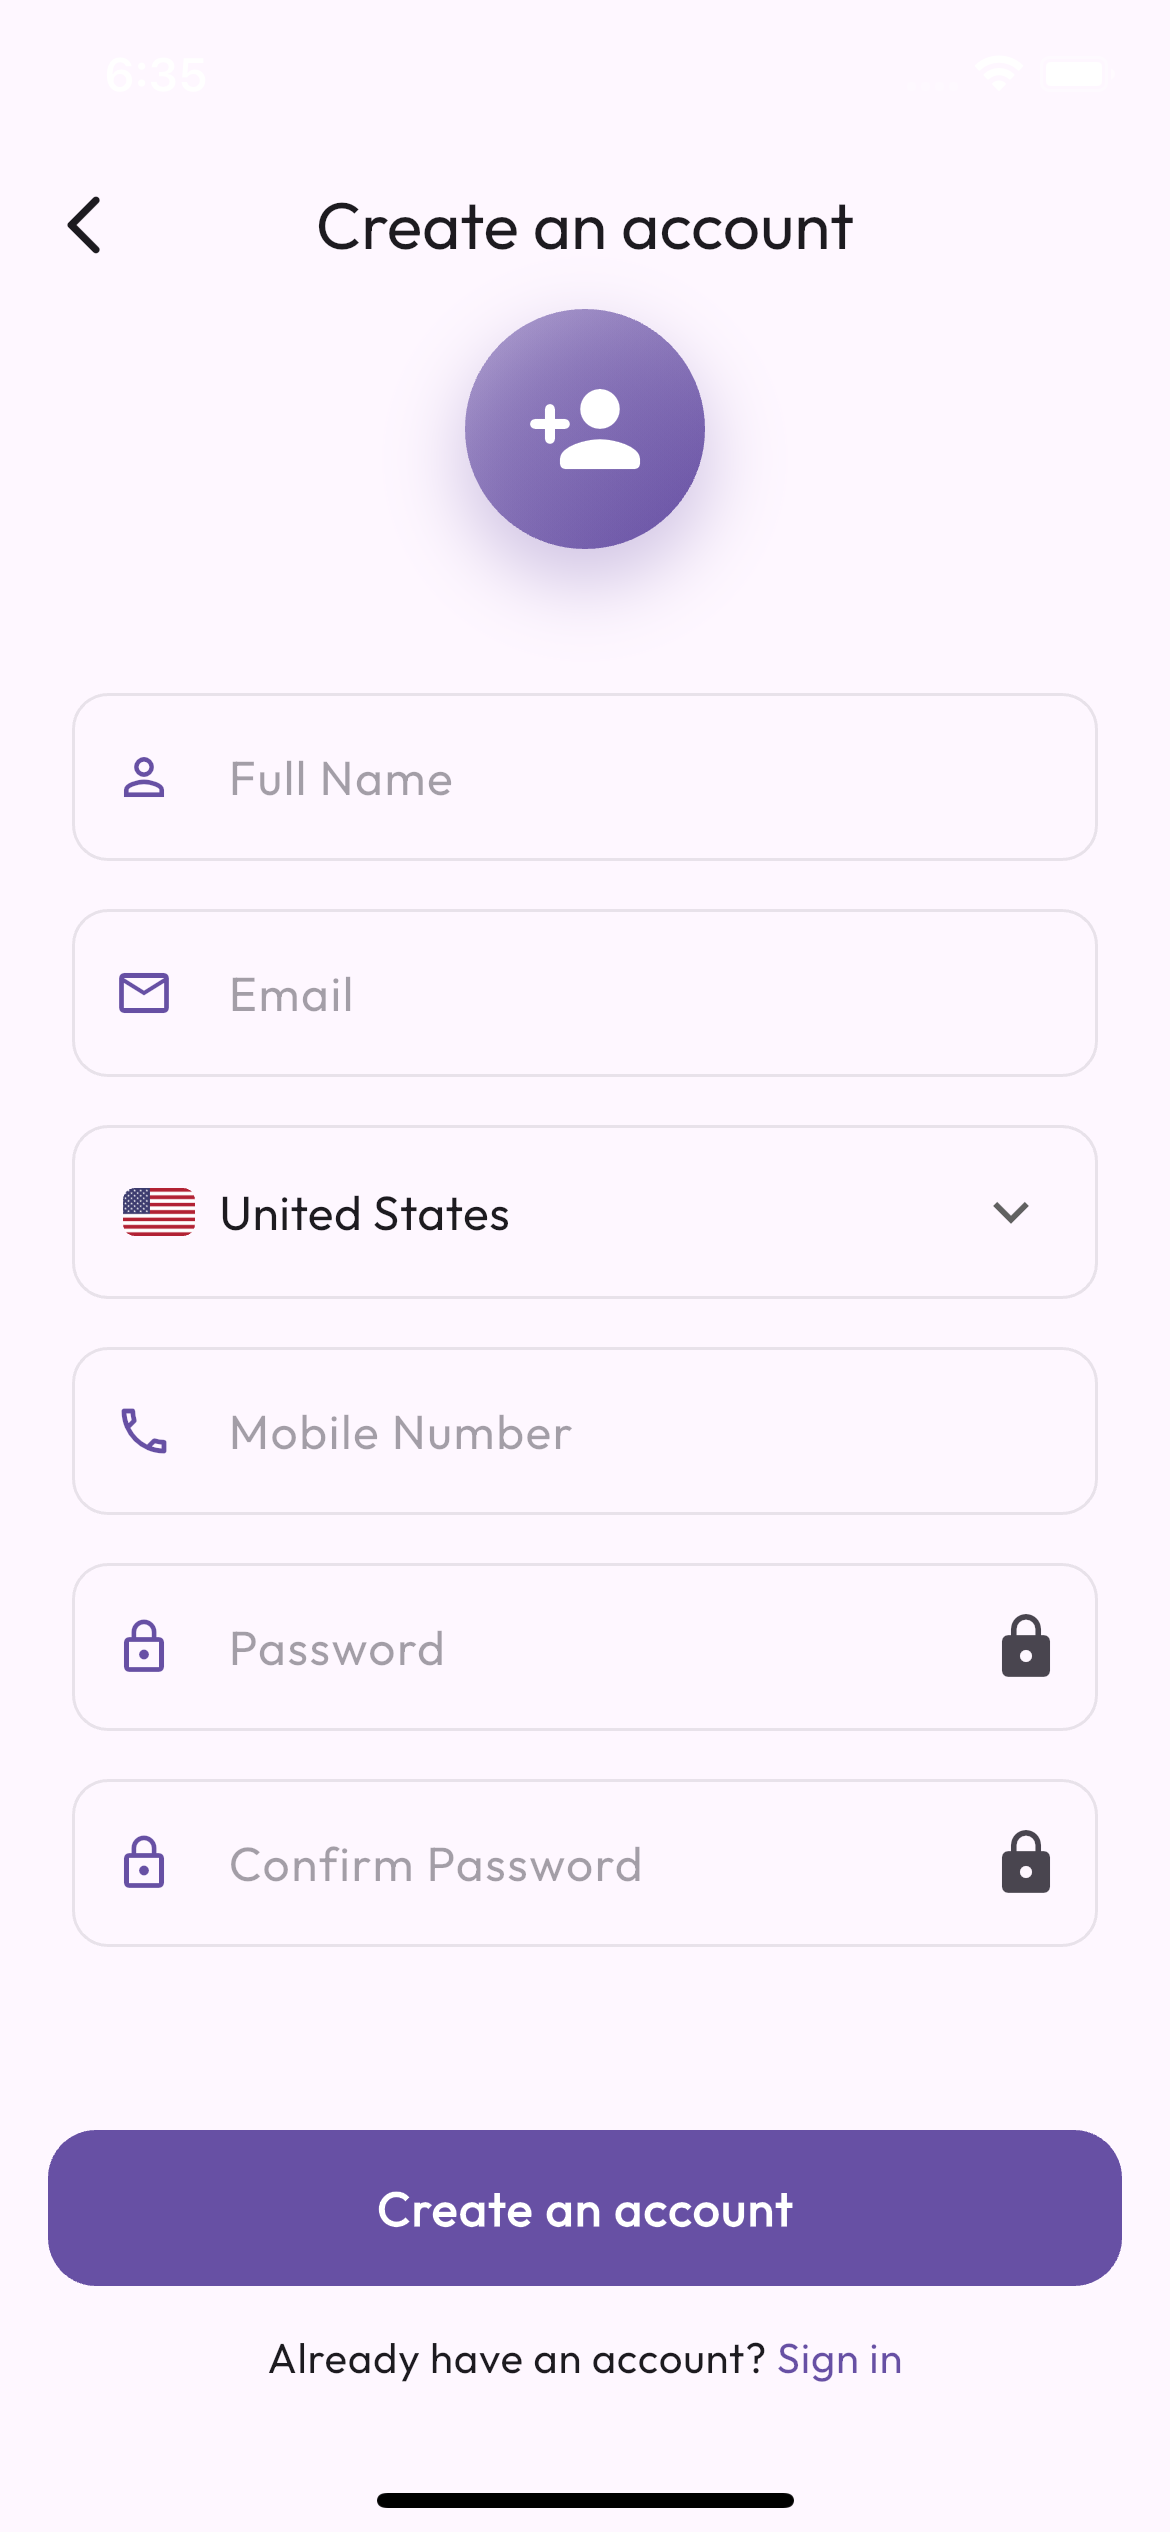 6:35
Create an account
Full Name
Email
United States
Mobile Number
Password
Confirm Password
Create an account
Already have an account? Sign in